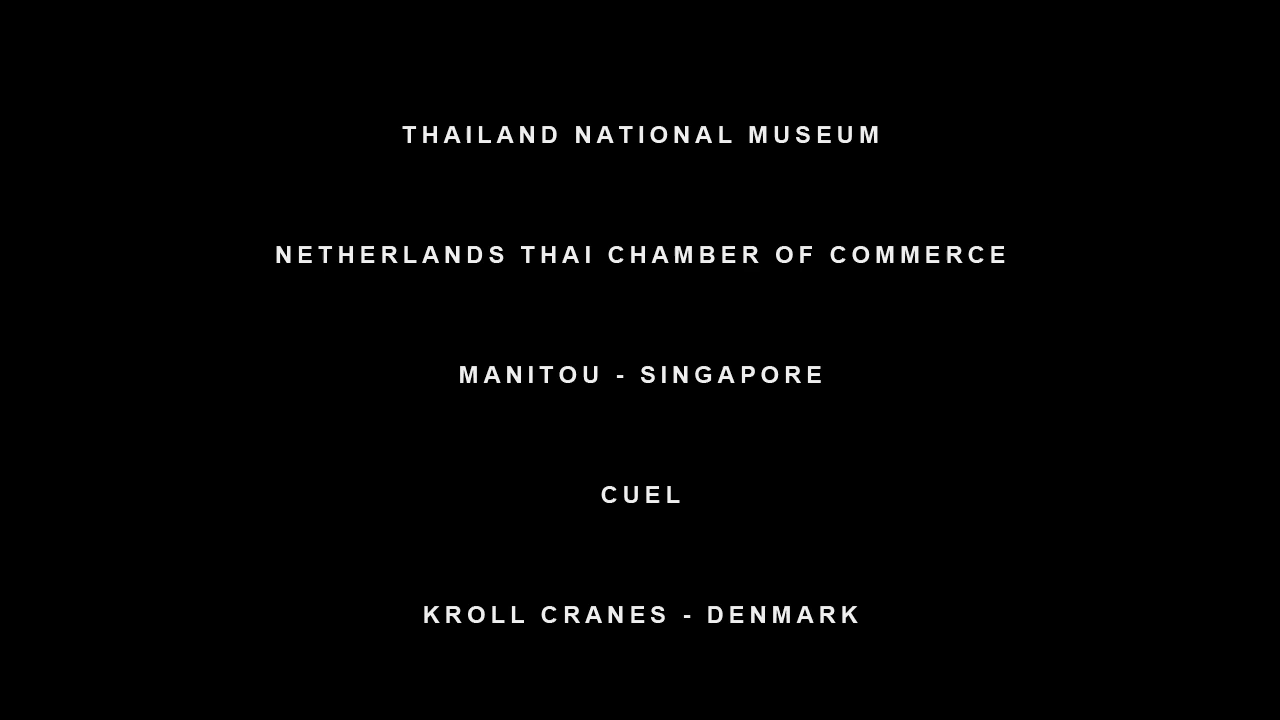 THAILAND NATIONAL MUSEUM
NETHERLANDS THAI CHAMBER OF COMMERCE
MANITOU - SINGAPORE
CUEL
KROLL CRANES - DENMARK